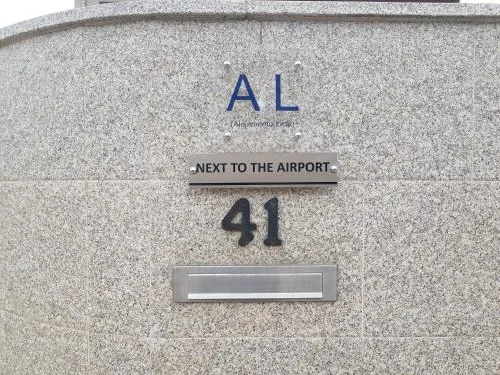 AL
(Alojamento local)
NEXT TO THE AIRPORT
41